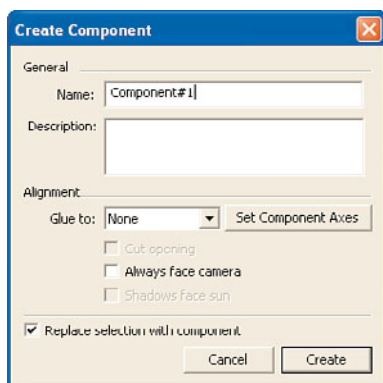 Create Component
General
Name: Component#1
Description:
Alignment
Glue to: None Set Component Axes
Cut opening
Always face camera
Shadows face sun
Replace selection with component
Cancel Create